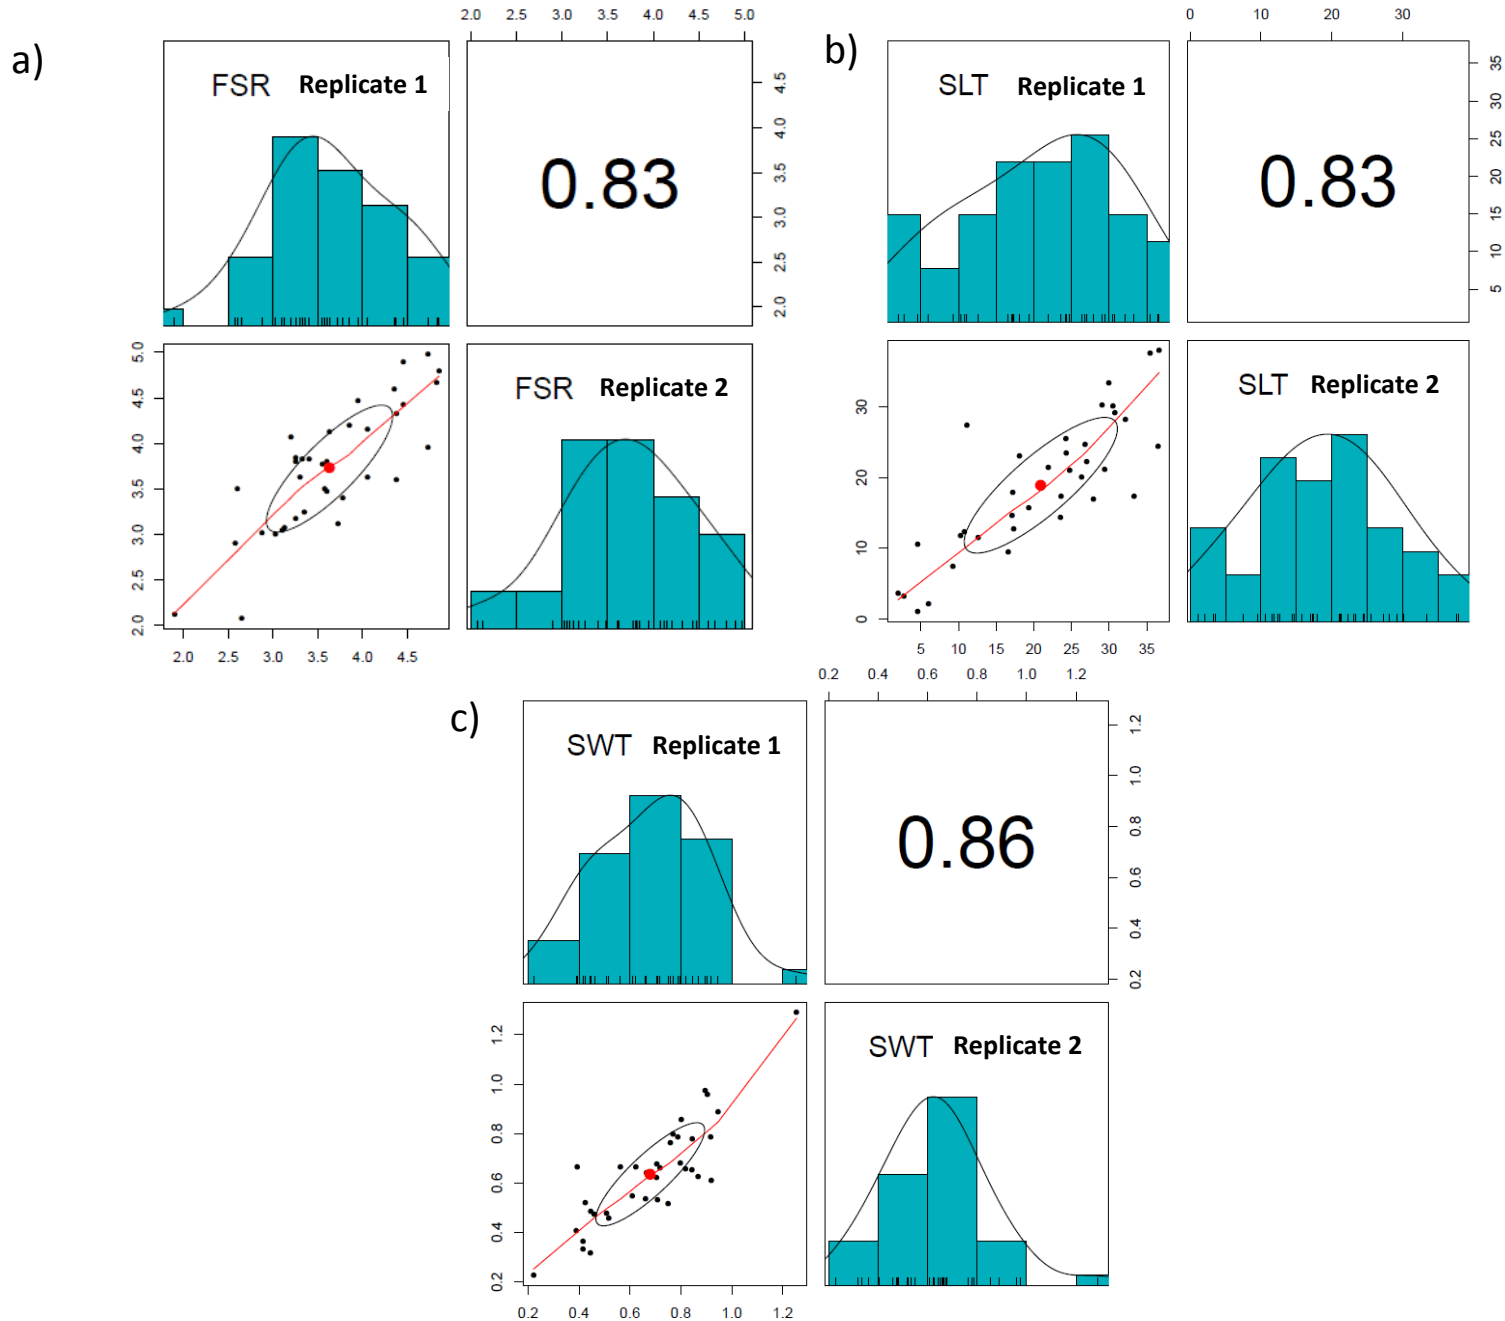 2.0 2.5 3.0 3.5 4.0 4.5 5.0
0 10 20 30
a)
b)
FSR Replicate 1
0.83
2.0 2.5 3.0 3.5 4.0 4.5
SLT Replicate 1
0.83
5 10 15 20 25 30 35
2.0 2.5 3.0 3.5 4.0 4.5 5.0
FSR Replicate 2
0 10 20 30
SLT Replicate 2
2.0 2.5 3.0 3.5 4.0 4.5
5 10 15 20 25 30 35
0.2 0.4 0.6 0.8 1.0 1.2
c)
SWT Replicate 1
0.86
0.2 0.4 0.6 0.8 1.0 1.2
0.2 0.4 0.6 0.8 1.0 1.2
SWT Replicate 2
0.2 0.4 0.6 0.8 1.0 1.2